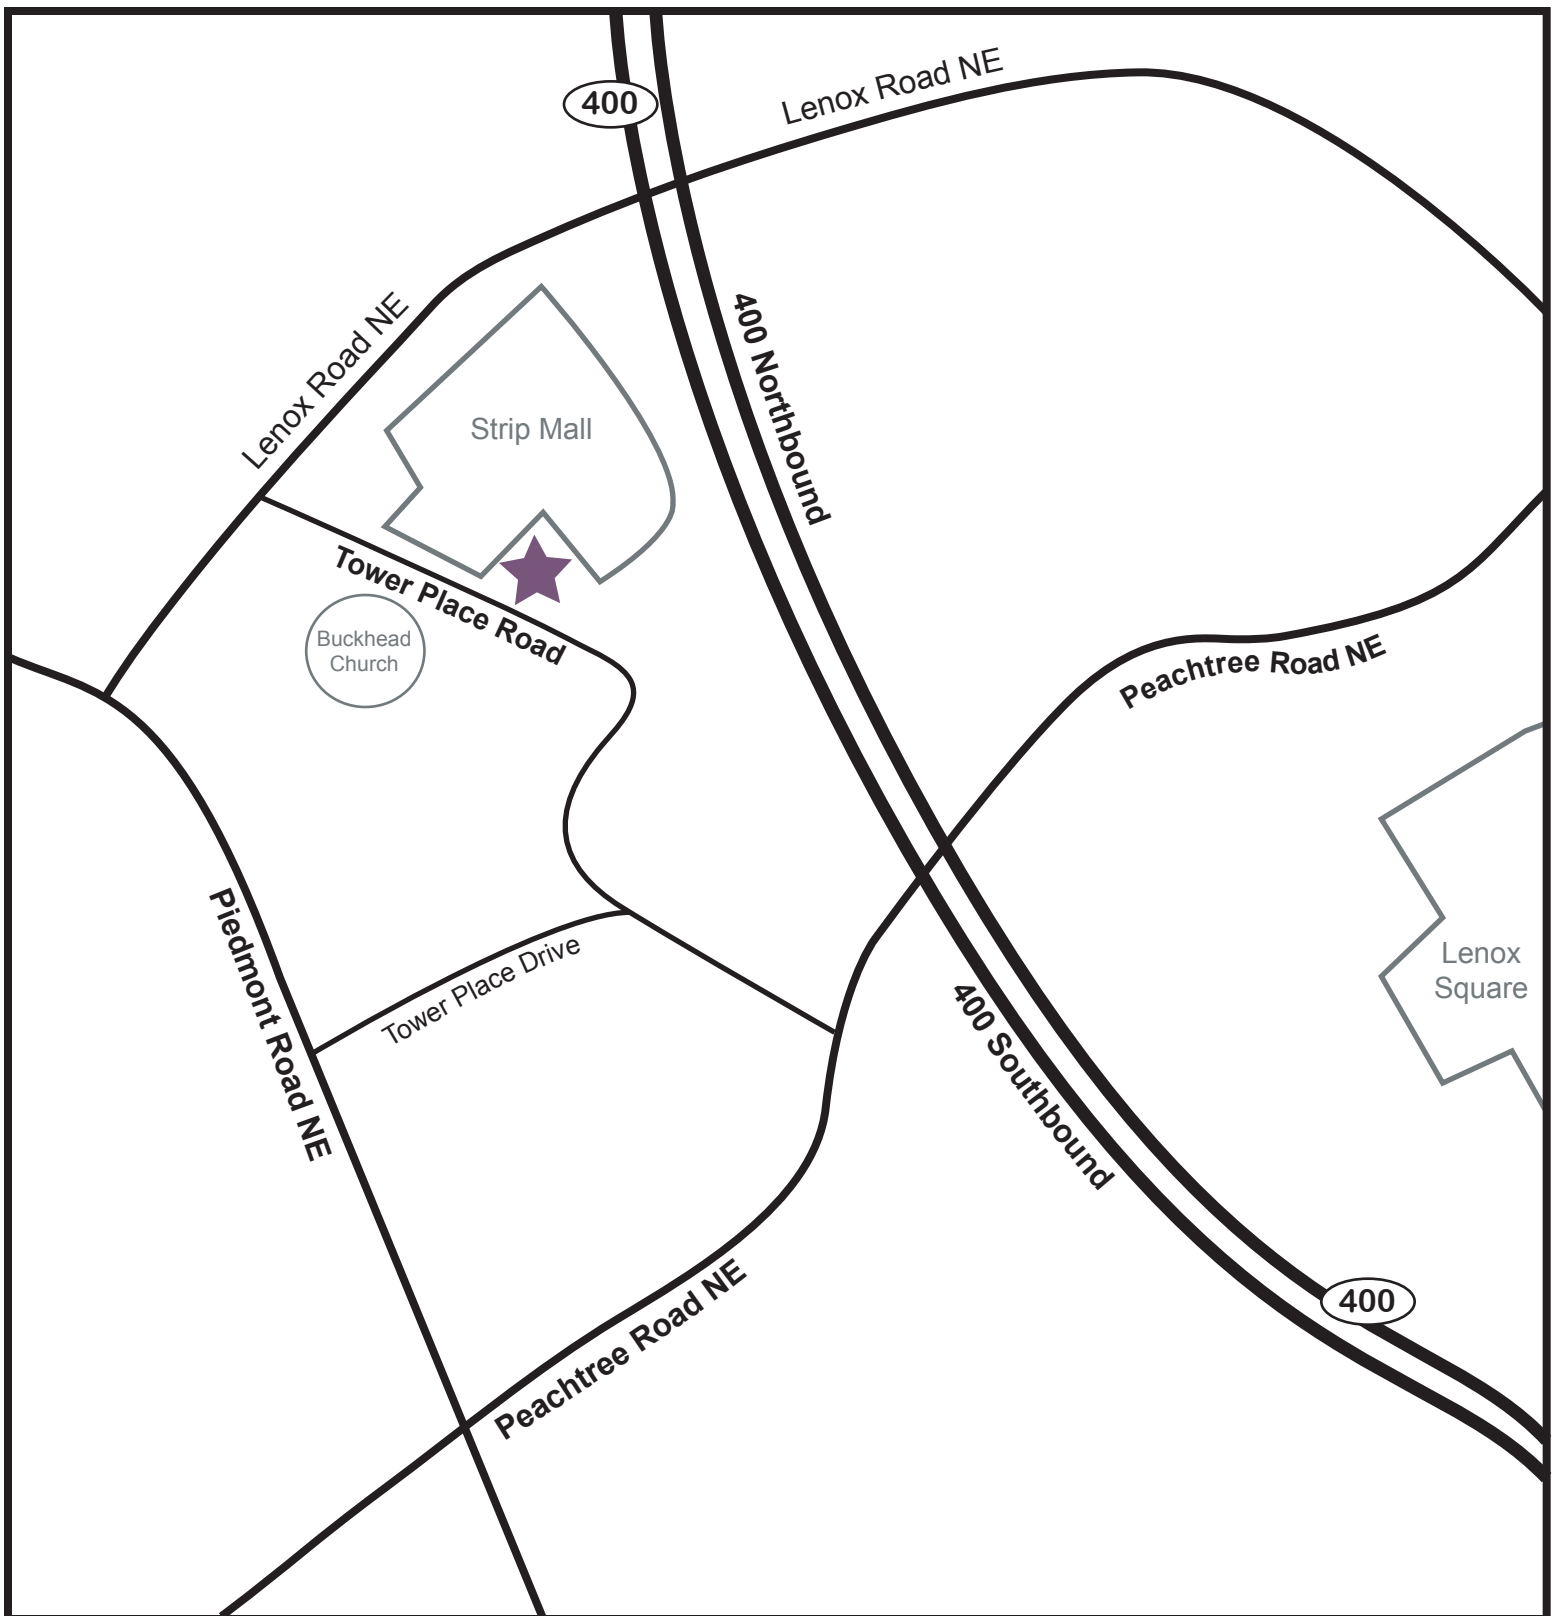 Lenox Road NE
400
Lenox Road NE
400 Northbound
Strip Mall
Tower Place Road
Buckhead
Church
Peachtree Road NE
Piedmont Road NE
Tower Place Drive
Lenox
Square
400 Southbound
Peachtree Road NE
400